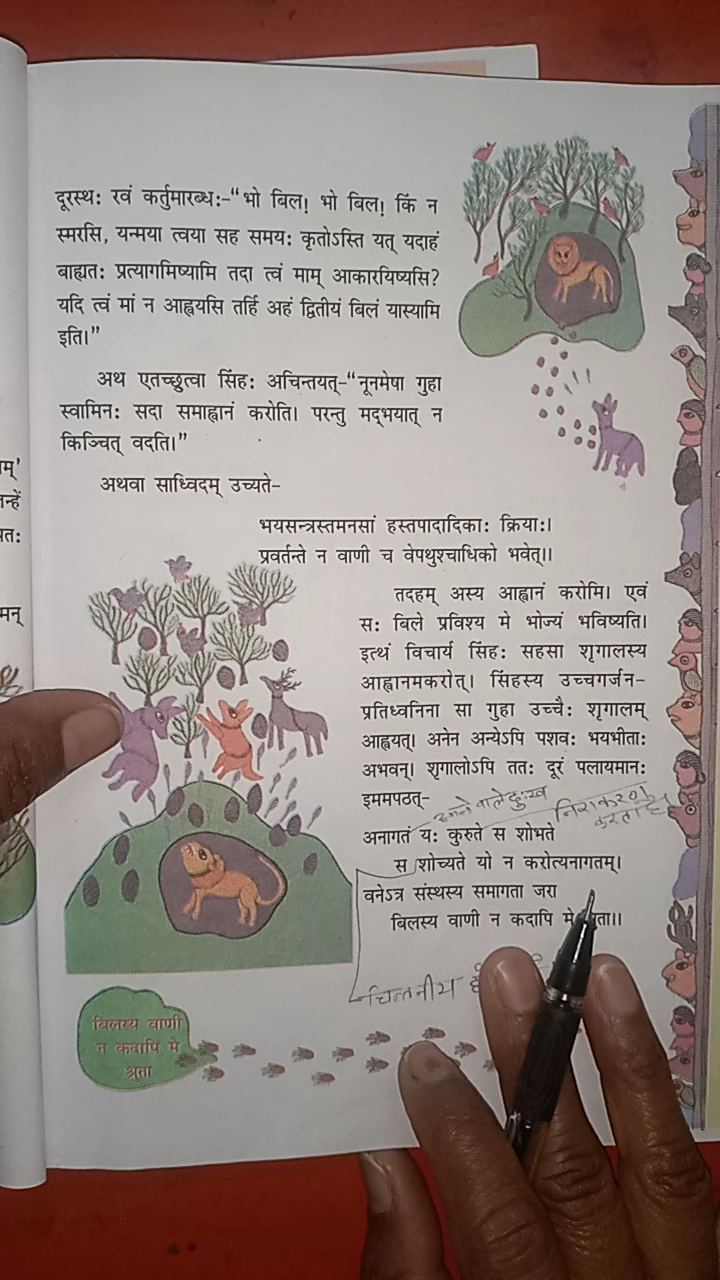 दूरस्थः रवं कर्तुमारब्धः-“भो बिल! भो बिल! किं न
स्मरसि, यन्मया त्वया सह समयः कृतोऽस्ति यत् यदाहं
बाह्यतः प्रत्यागमिष्यामि तदा त्वं माम् आकारयिष्यसि?
यदि त्वं मां न आह्वयसि तर्हि अहं द्वितीयं बिलं यास्यामि
इति।”
अथ एतच्छ्रुत्वा सिंहः अचिन्तयत्-“नूनमेषा गुहा
स्वामिनः सदा समाह्वानं करोति। परन्तु मद्भयात् न
किञ्चित् वदति।”
अथवा साध्विदम् उच्यते-
भयसन्त्रस्तमनसां हस्तपादादिकाः क्रियाः।
प्रवर्तन्ते न वाणी च वेपथुश्चाधिको भवेत्॥
तदहम् अस्य आह्वानं करोमि। एवं
सः बिले प्रविश्य मे भोज्यं भविष्यति।
इत्थं विचार्य सिंहः सहसा शृगालस्य
आह्वानमकरोत्। सिंहस्य उच्चगर्जन-
प्रतिध्वनिना सा गुहा उच्चैः शृगालम्
आह्वयत्। अनेन अन्येऽपि पशवः भयभीताः
अभवन्। शृगालोऽपि ततः दूरं पलायमानः
इममपठत्-
आने वाले दुःख निराकरण
करता है
अनागतं यः कुरुते स शोभते
स शोच्यते यो न करोत्यनागतम्।
वनेऽत्र संस्थस्य समागता जरा
बिलस्य वाणी न कदापि मे
चिन्तनीय
बिलस्य वाणी
न कदापि मे
श्रुता
न्हें
मन्